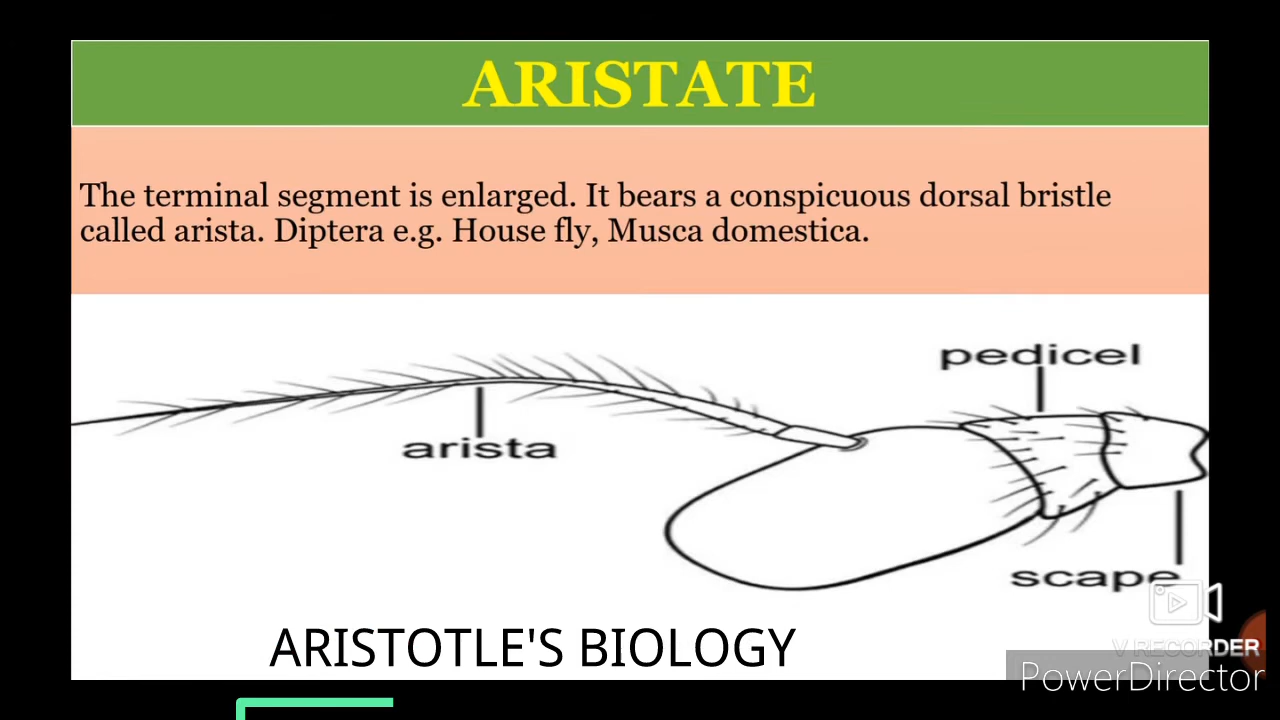 ARISTATE
The terminal segment is enlarged. It bears a conspicuous dorsal bristle
called arista. Diptera e.g. House fly, Musca domestica.
pedicel
arista
scape
ARISTOTLE'S BIOLOGY
V RECORDER
PowerDirector